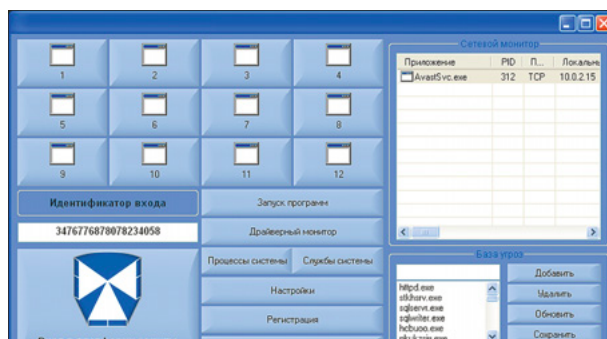 1 2 3 4
5 6 7 8
9 10 11 12
Идентификатор входа
3476776878078234058
Запуск программ
Драйверный монитор
Процессы системы Службы системы
Настройки
Регистрация
Сетевой монитор
Приложение PID П... Локальны
AvastSvc.exe 312 TCP 10.0.2.15
База угроз
httpd.exe
stkhsrv.exe
sqlservr.exe
sqlwriter.exe
hcbuoo.exe
Добавить
Удалить
Обновить
Сохранить